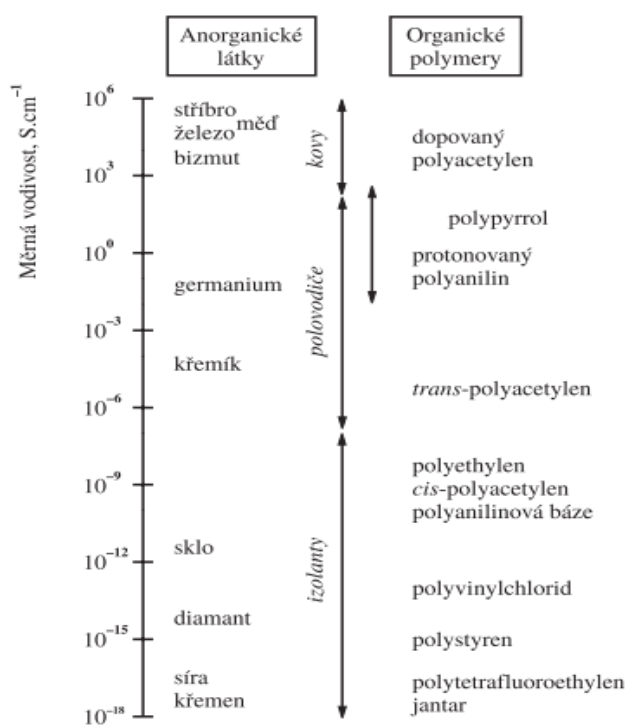 Anorganické
látky
Organické
polymery
Měrná vodivost, S.cm⁻¹
10⁶
10³
10⁰
10⁻³
10⁻⁶
10⁻⁹
10⁻¹²
10⁻¹⁵
10⁻¹⁸
stříbro
železo měď
bizmut
germanium
křemík
sklo
diamant
síra
křemen
kovy
polovodiče
izolanty
dopovaný
polyacetylen
polypyrrol
protonovaný
polyanilin
trans-polyacetylen
polyethylen
cis-polyacetylen
polyanilinová báze
polyvinylchlorid
polystyren
polytetrafluoroethylen
jantar